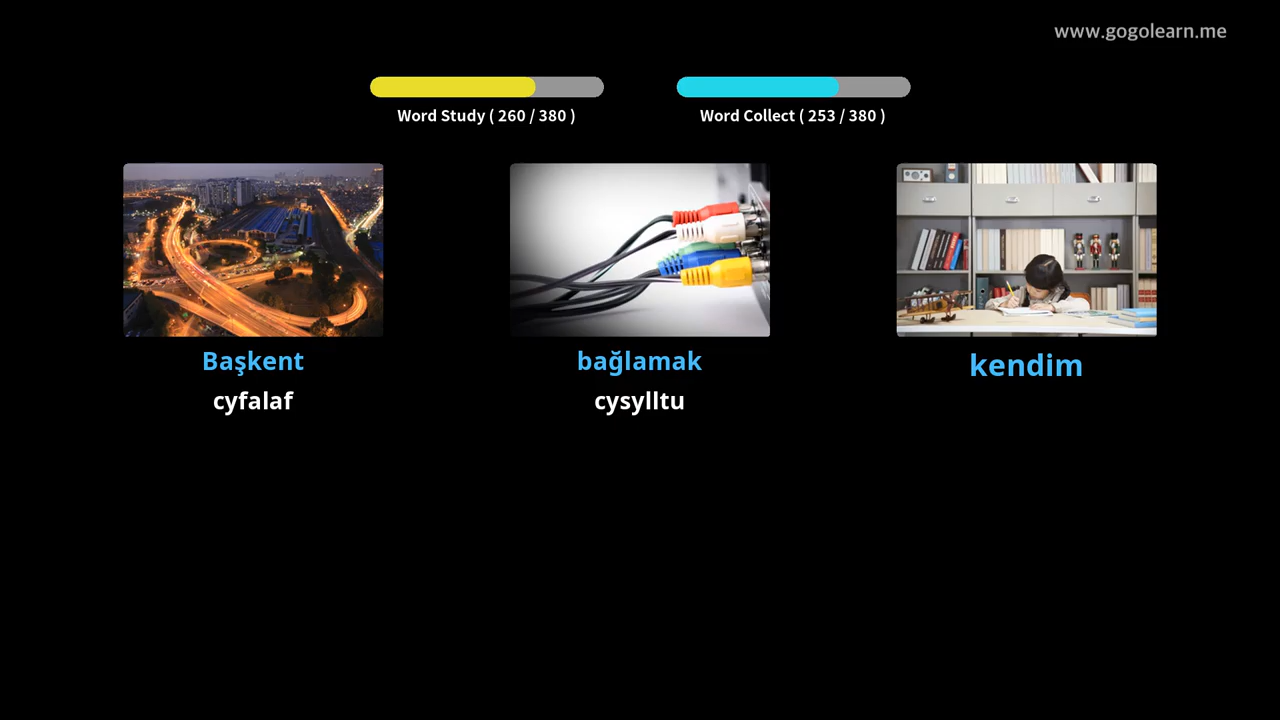 www.gogolearn.me
Word Study ( 260 / 380 )
Word Collect ( 253 / 380 )
Başkent
cyfalaf
bağlamak
cysylltu
kendim